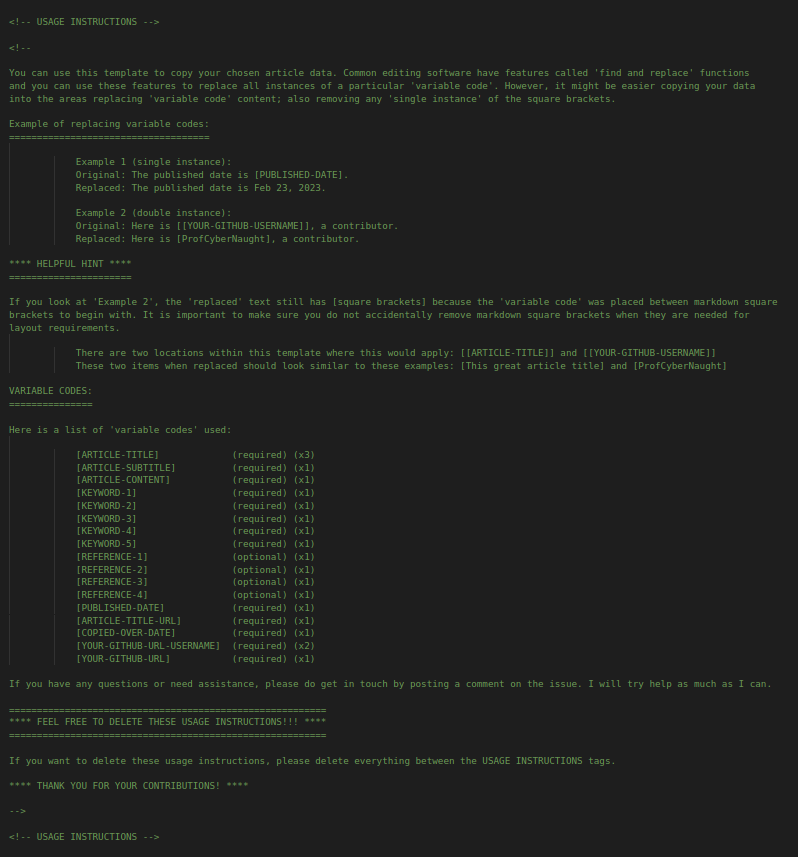 <!-- USAGE INSTRUCTIONS -->
<!--
You can use this template to copy your chosen article data. Common editing software have features called 'find and replace' functions
and you can use these features to replace all instances of a particular 'variable code'. However, it might be easier copying your data
into the areas replacing 'variable code' content; also removing any 'single instance' of the square brackets.
Example of replacing variable codes:
====================================
Example 1 (single instance):
Original: The published date is [PUBLISHED-DATE].
Replaced: The published date is Feb 23, 2023.
Example 2 (double instance):
Original: Here is [[YOUR-GITHUB-USERNAME]], a contributor.
Replaced: Here is [ProfCyberNaught], a contributor.
**** HELPFUL HINT ****
======================
If you look at 'Example 2', the 'replaced' text still has [square brackets] because the 'variable code' was placed between markdown square
brackets to begin with. It is important to make sure you do not accidentally remove markdown square brackets when they are needed for
layout requirements.
There are two locations within this template where this would apply: [[ARTICLE-TITLE]] and [[YOUR-GITHUB-USERNAME]]
These two items when replaced should look similar to these examples: [This great article title] and [ProfCyberNaught]
VARIABLE CODES:
===============
Here is a list of 'variable codes' used:
[ARTICLE-TITLE] (required) (x3)
[ARTICLE-SUBTITLE] (required) (x1)
[ARTICLE-CONTENT] (required) (x1)
[KEYWORD-1] (required) (x1)
[KEYWORD-2] (required) (x1)
[KEYWORD-3] (required) (x1)
[KEYWORD-4] (required) (x1)
[KEYWORD-5] (required) (x1)
[REFERENCE-1] (optional) (x1)
[REFERENCE-2] (optional) (x1)
[REFERENCE-3] (optional) (x1)
[REFERENCE-4] (optional) (x1)
[PUBLISHED-DATE] (required) (x1)
[ARTICLE-TITLE-URL] (required) (x1)
[COPIED-OVER-DATE] (required) (x1)
[YOUR-GITHUB-URL-USERNAME] (required) (x2)
[YOUR-GITHUB-URL] (required) (x1)
If you have any questions or need assistance, please do get in touch by posting a comment on the issue. I will try help as much as I can.
=========================================================
**** FEEL FREE TO DELETE THESE USAGE INSTRUCTIONS!!! ****
=========================================================
If you want to delete these usage instructions, please delete everything between the USAGE INSTRUCTIONS tags.
**** THANK YOU FOR YOUR CONTRIBUTIONS! ****
-->
<!-- USAGE INSTRUCTIONS -->